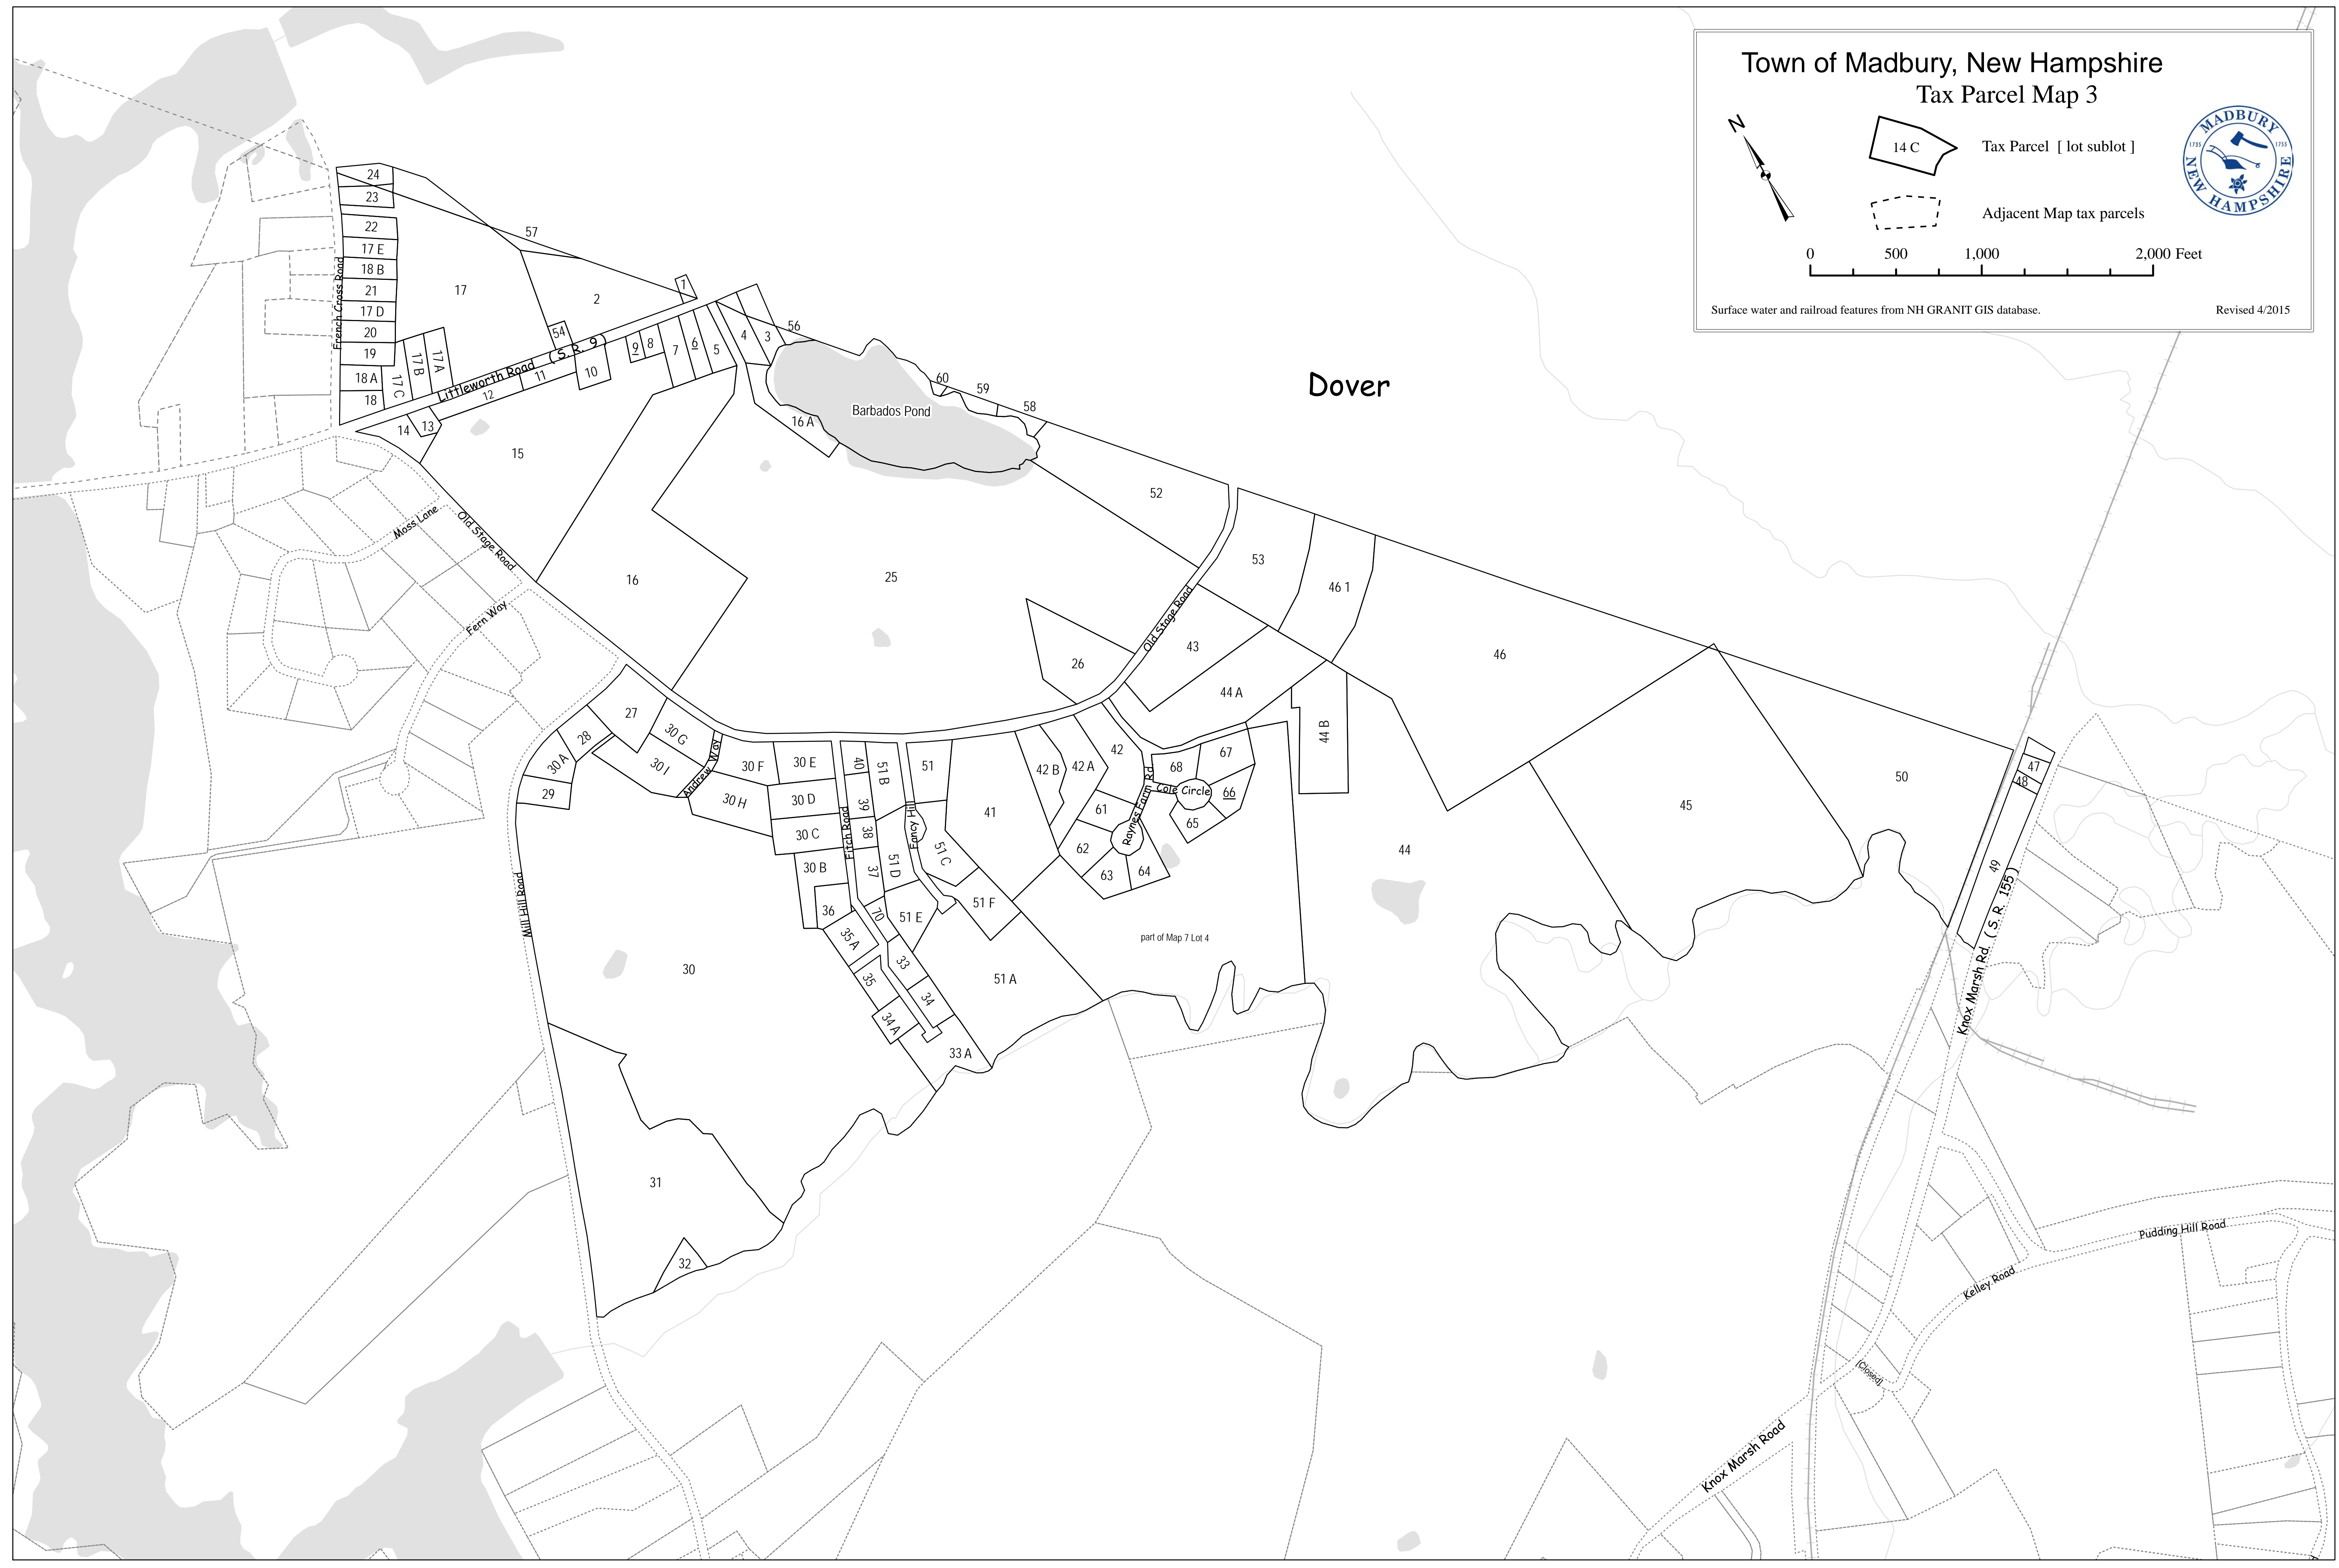 Town of Madbury, New Hampshire
Tax Parcel Map 3
N
14 C
Tax Parcel [ lot sublot ]
Adjacent Map tax parcels
MADBURY
1755
1755
NEW HAMPSHIRE
0
500
1,000
2,000 Feet
Surface water and railroad features from NH GRANIT GIS database.
Revised 4/2015
Dover
24
23
22
17 E
18 B
21
17 D
20
19
18 A
18
French Cross Road
17 C
17 B
17 A
17
57
2
1
54
Littleworth Road ( S. R. 9 )
9
8
7
6
5
4
3
56
10
11
12
13
14
15
16
16 A
Barbados Pond
60
59
58
Moss Lane
Old Stage Road
Fern Way
25
52
53
46 1
46
Old Stage Road
43
26
44 A
44 B
27
28
30 A
29
30 G
30 I
Andrew Way
30 F
30 E
30 H
30 D
30 C
30 B
Fitch Road
40
39
38
37
36
51 B
51
Fancy Hill
51 C
51 D
51 E
51 F
70
35 A
35
34 A
33
34
33 A
51 A
41
42 B
42 A
42
61
62
63
64
Raynes Farm Rd
68
67
Cole Circle
66
65
44
part of Map 7 Lot 4
45
50
47
48
49
Knox Marsh Rd. ( S. R. 155 )
Mill Hill Road
30
31
32
Pudding Hill Road
Kelley Road
(Closed)
Knox Marsh Road